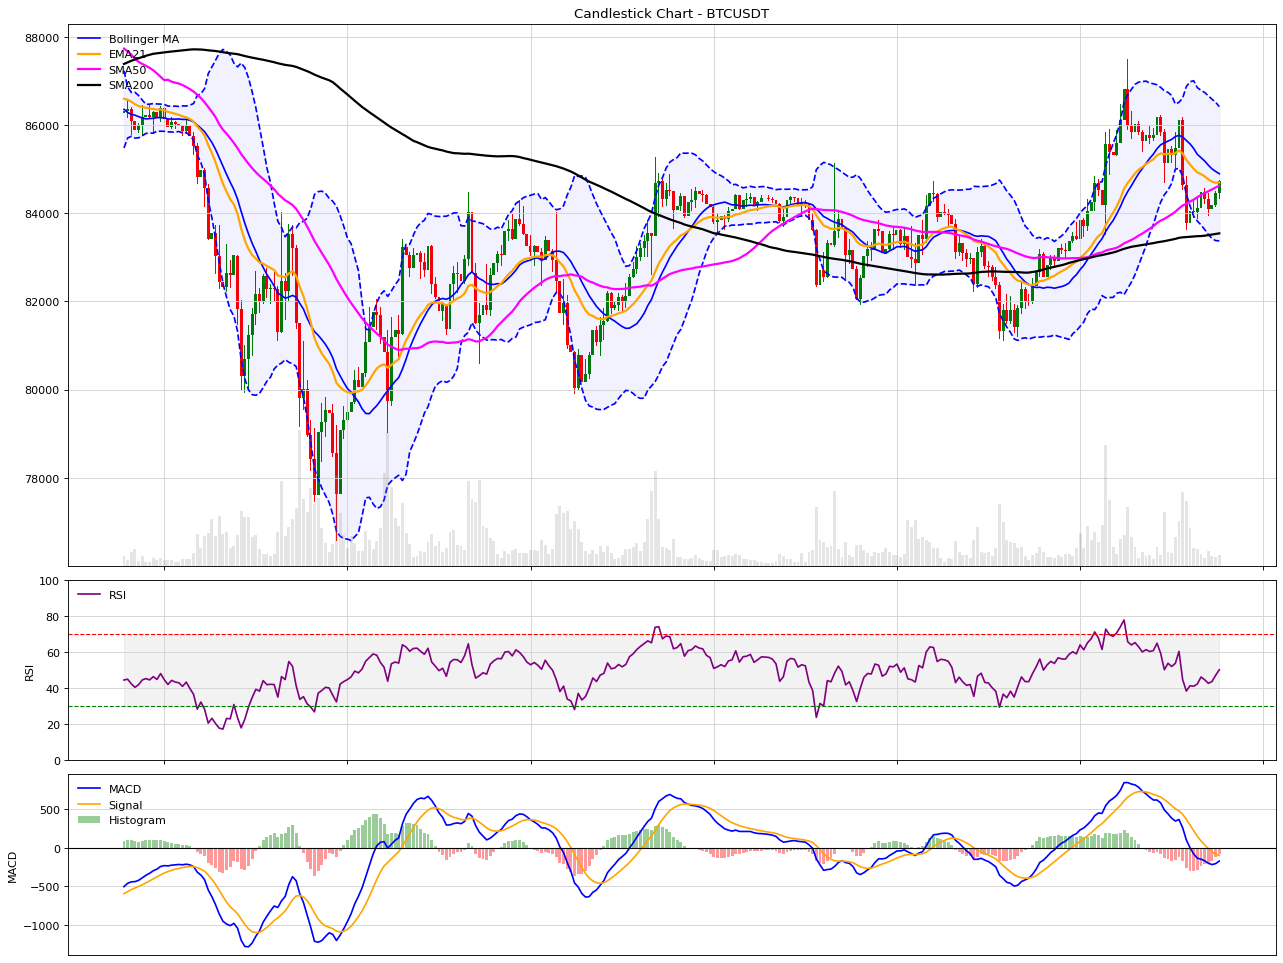 Candlestick Chart - BTCUSDT
88000
86000
84000
82000
80000
78000
Bollinger MA
EMA21
SMA50
SMA200
100
80
60
40
20
0
RSI
RSI
500
0
−500
−1000
MACD
MACD
Signal
Histogram